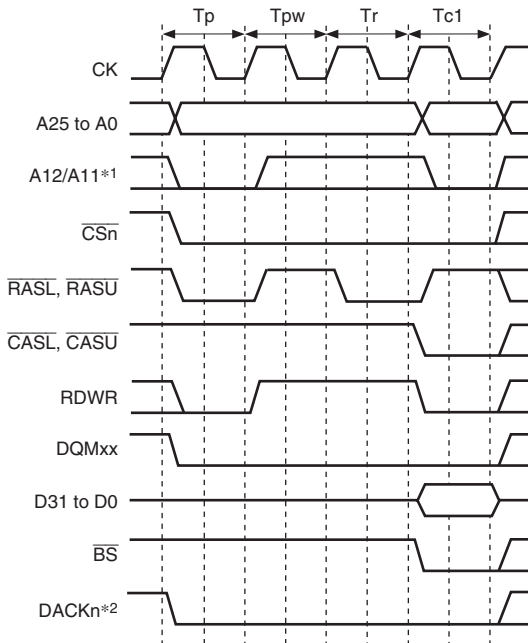 Tp Tpw Tr Tc1
CK
A25 to A0
A12/A11*1
CSn
RASL, RASU
CASL, CASU
RDWR
DQMxx
D31 to D0
BS
DACKn*2